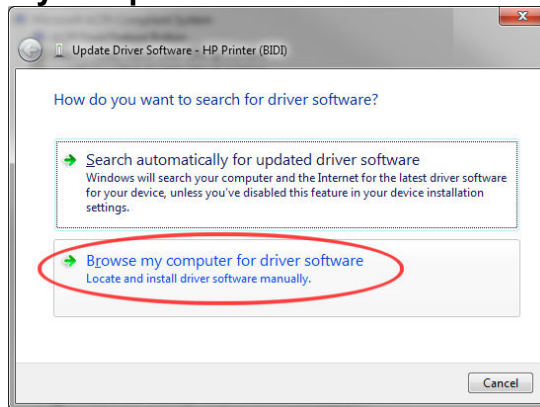 Update Driver Software - HP Printer (BIDI)
How do you want to search for driver software?
Search automatically for updated driver software
Windows will search your computer and the Internet for the latest driver software
for your device, unless you've disabled this feature in your device installation
settings.
Browse my computer for driver software
Locate and install driver software manually.
Cancel